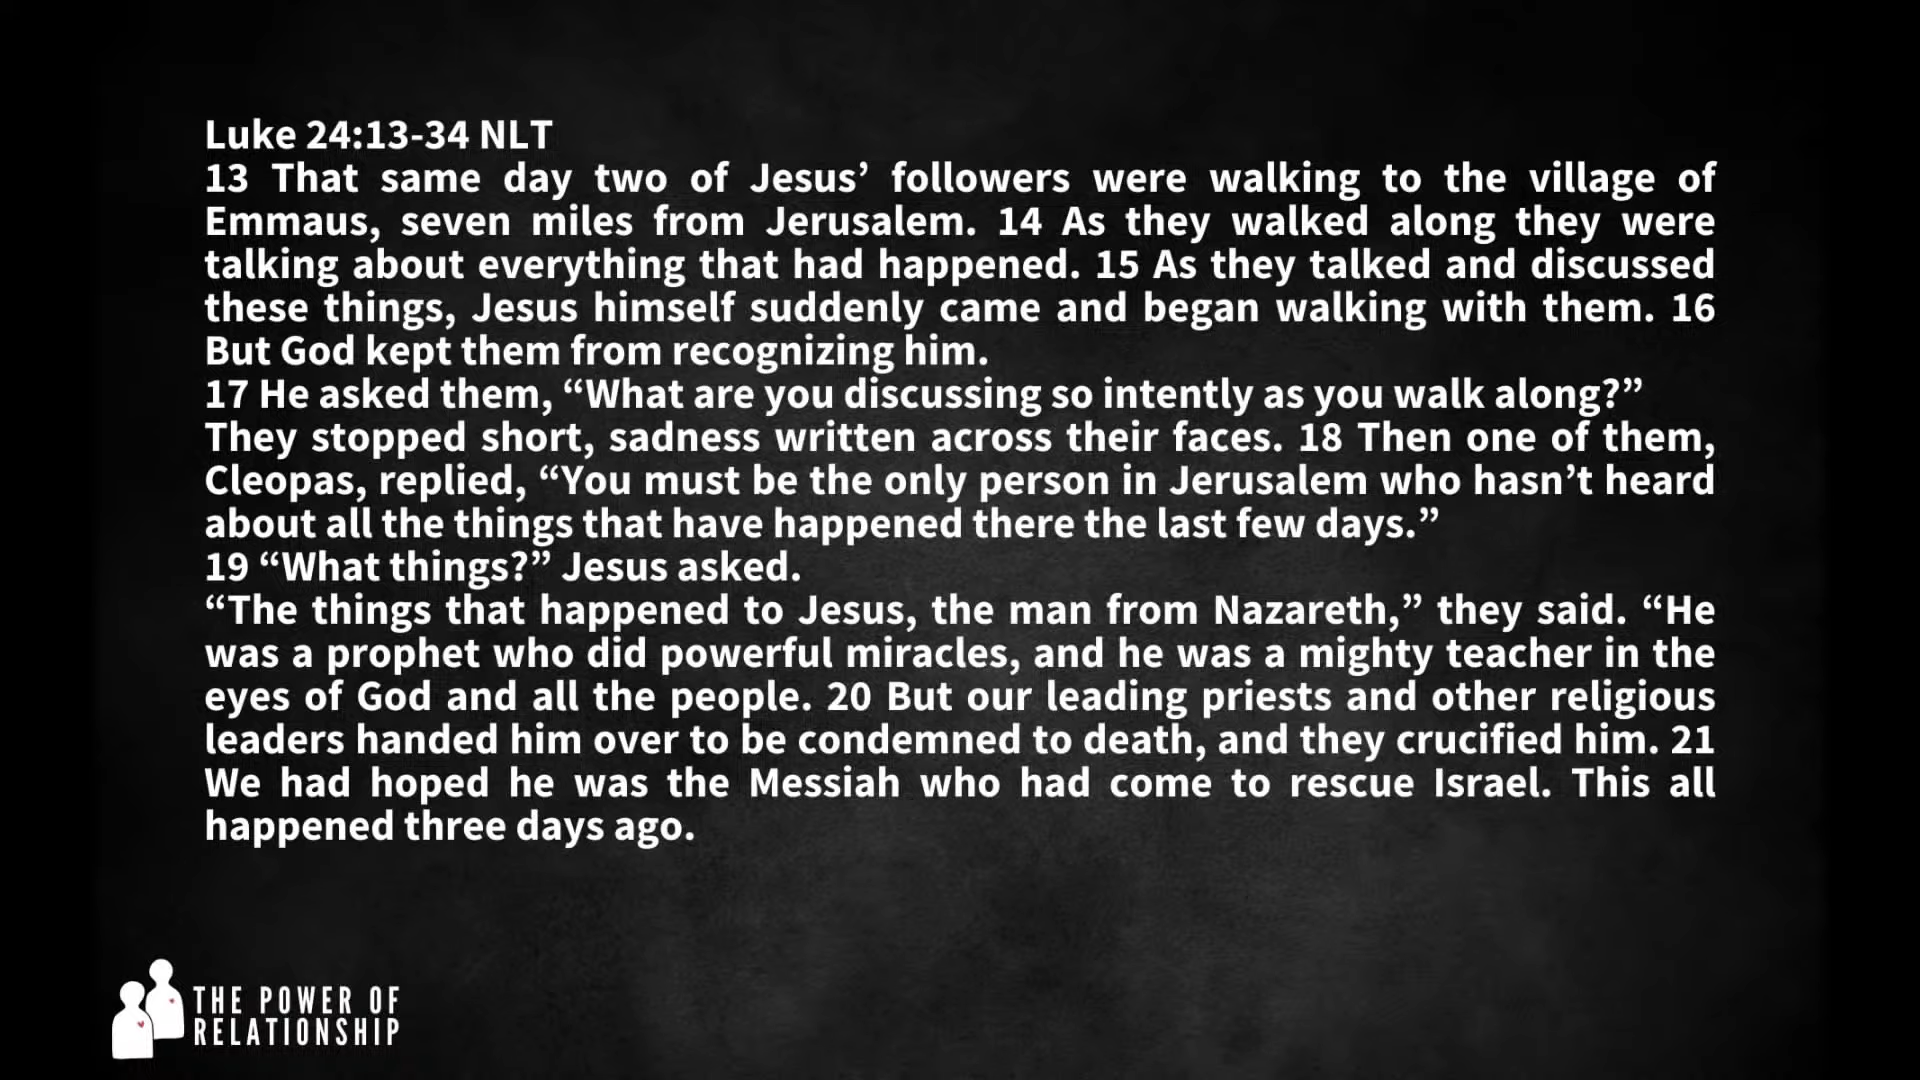 Luke 24:13-34 NLT
13 That same day two of Jesus’ followers were walking to the village of
Emmaus, seven miles from Jerusalem. 14 As they walked along they were
talking about everything that had happened. 15 As they talked and discussed
these things, Jesus himself suddenly came and began walking with them. 16
But God kept them from recognizing him.
17 He asked them, “What are you discussing so intently as you walk along?”
They stopped short, sadness written across their faces. 18 Then one of them,
Cleopas, replied, “You must be the only person in Jerusalem who hasn’t heard
about all the things that have happened there the last few days.”
19 “What things?” Jesus asked.
“The things that happened to Jesus, the man from Nazareth,” they said. “He
was a prophet who did powerful miracles, and he was a mighty teacher in the
eyes of God and all the people. 20 But our leading priests and other religious
leaders handed him over to be condemned to death, and they crucified him. 21
We had hoped he was the Messiah who had come to rescue Israel. This all
happened three days ago.
THE POWER OF
RELATIONSHIP